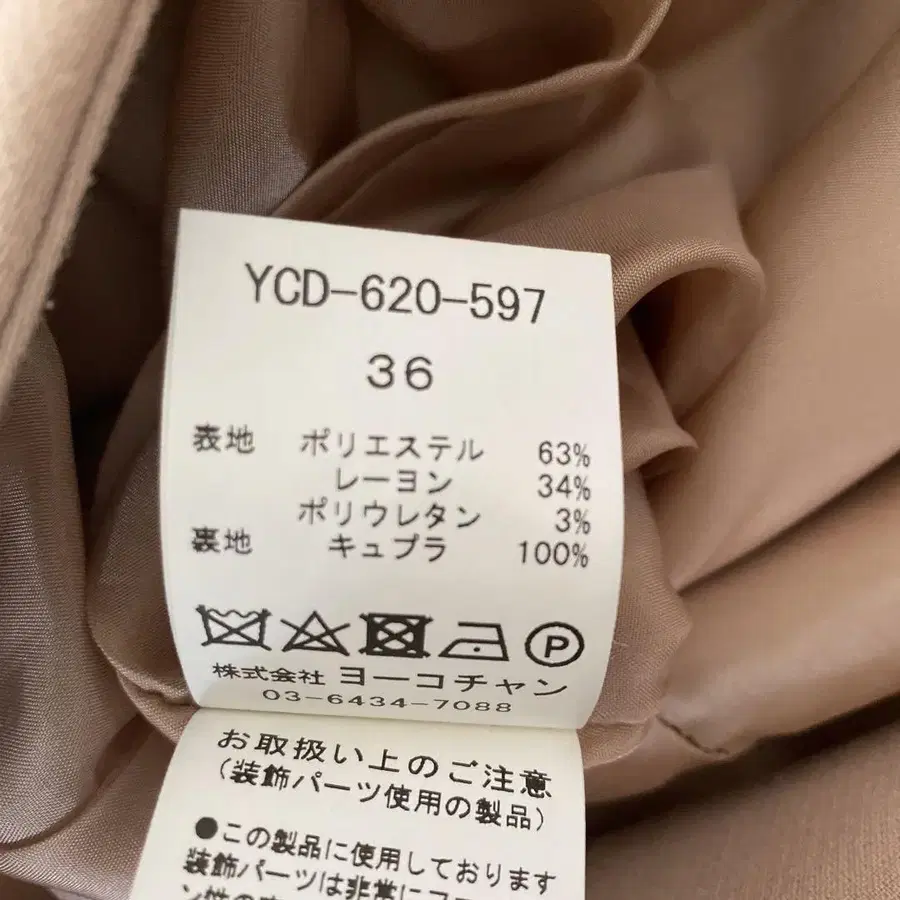 YCD-620-597
36
表地 ポリエステル 63%
レーヨン 34%
ポリウレタン 3%
裏地 キュプラ 100%
P
株式会社 ヨーコチャン
03-6434-7088
お取扱い上のご注意
(装飾パーツ使用の製品)
●この製品に使用しております
装飾パーツは非常に